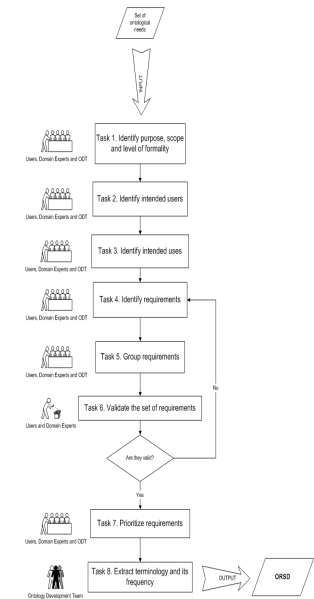 Set of
ontological
needs
INPUT
Task 1. Identify purpose, scope
and level of formality
Users, Domain Experts and ODT
Task 2. Identify intended users
Users, Domain Experts and ODT
Task 3. Identify intended uses
Users, Domain Experts and ODT
Task 4. Identify requirements
Users, Domain Experts and ODT
Task 5. Group requirements
Users, Domain Experts and ODT
No
Task 6. Validate the set of requirements
Users and Domain Experts
Are they valid?
Yes
Task 7. Prioritize requirements
Users, Domain Experts and ODT
Task 8. Extract terminology and its
frequency
Ontology Development Team
OUTPUT
ORSD